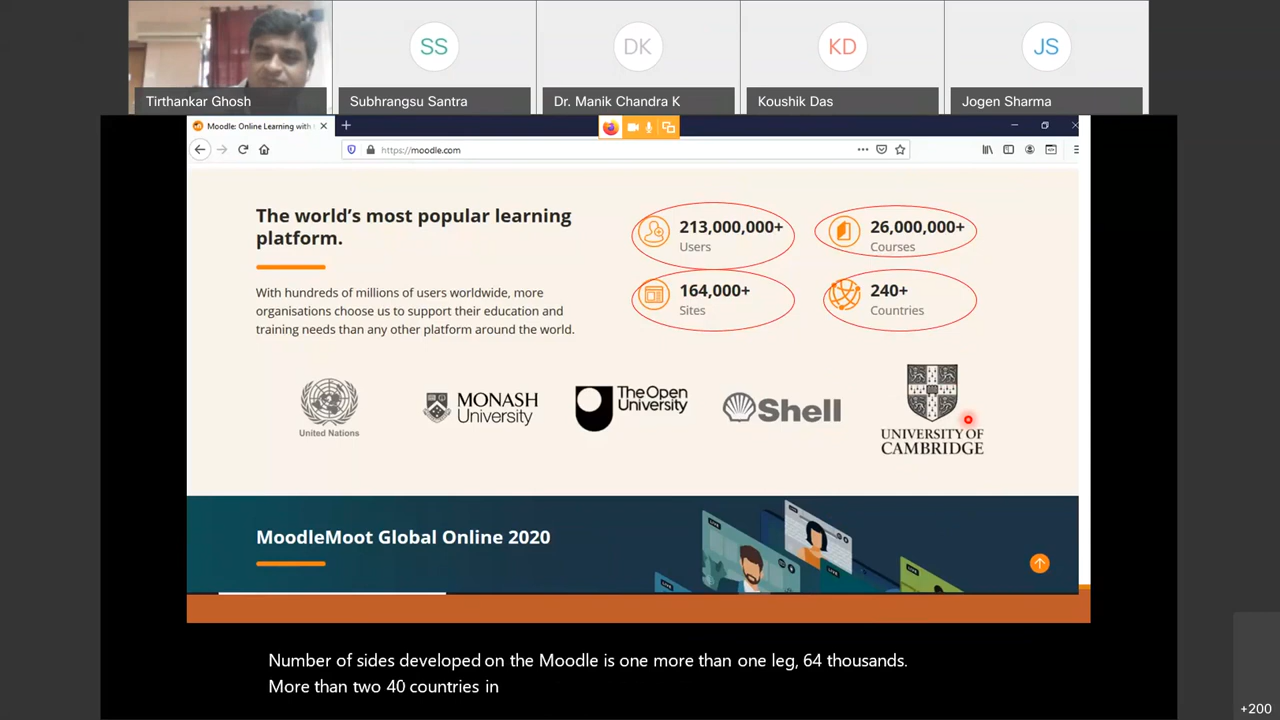 SS
DK
KD
JS
Tirthankar Ghosh
Subhrangsu Santra
Dr. Manik Chandra K
Koushik Das
Jogen Sharma
Moodle: Online Learning with
https://moodle.com
The world's most popular learning
platform.
With hundreds of millions of users worldwide, more
organisations choose us to support their education and
training needs than any other platform around the world.
213,000,000+
Users
26,000,000+
Courses
164,000+
Sites
240+
Countries
United Nations
MONASH
University
The Open
University
Shell
UNIVERSITY OF
CAMBRIDGE
MoodleMoot Global Online 2020
LIVE
LIVE
LIVE
LIVE
LIVE
Number of sides developed on the Moodle is one more than one leg, 64 thousands.
More than two 40 countries in
+200